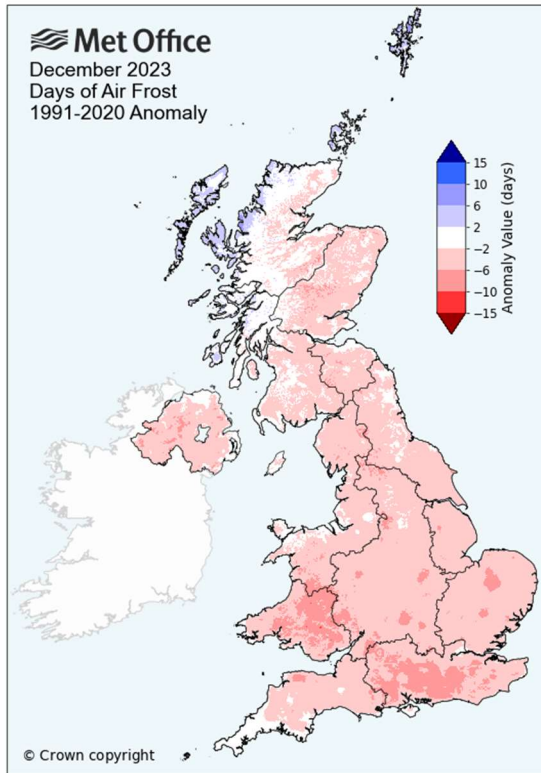 Met Office
December 2023
Days of Air Frost
1991-2020 Anomaly
15
10
6
2
−2
−6
−10
−15
Anomaly Value (days)
© Crown copyright